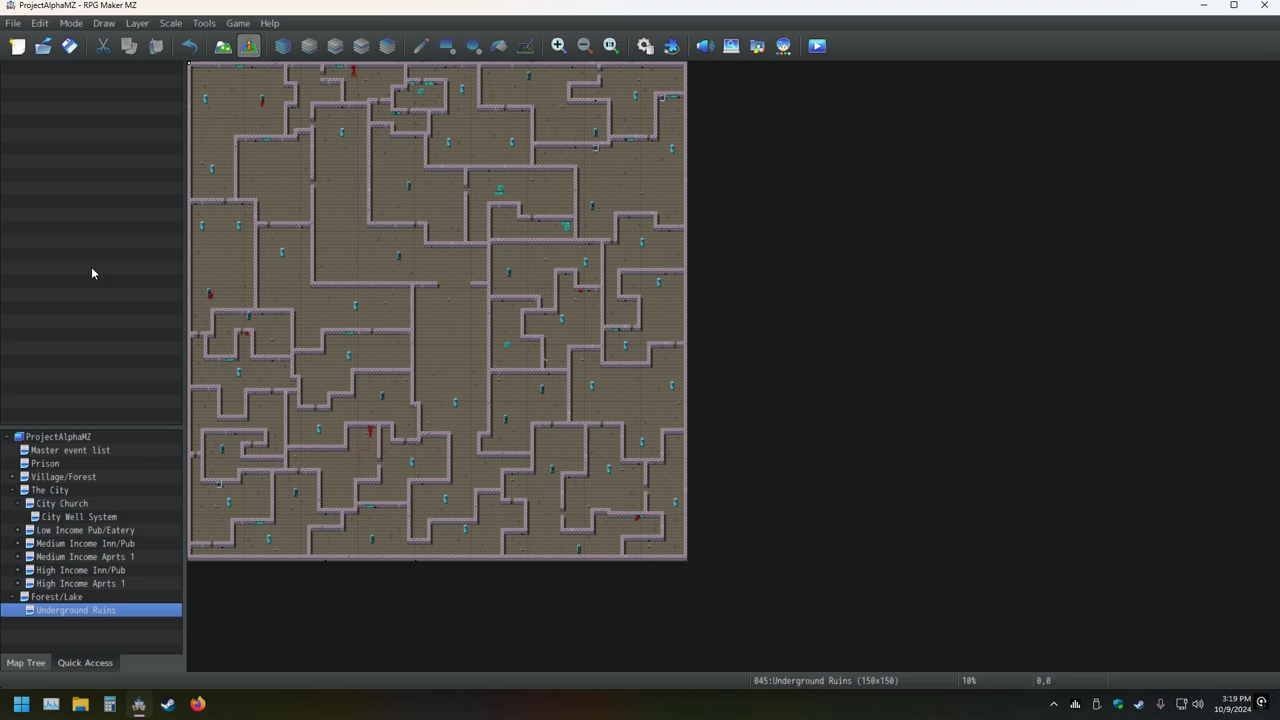 ProjectAlphaMZ - RPG Maker MZ
File Edit Mode Draw Layer Scale Tools Game Help
ProjectAlphaMZ
Master event list
Prison
Village/Forest
The City
City Church
City Well System
Low Income Pub/Eatery
Medium Income Inn/Pub
Medium Income Aprts 1
High Income Inn/Pub
High Income Aprts 1
Forest/Lake
Underground Ruins
Map Tree Quick Access
045:Underground Ruins (150×150) 10% 0,0
3:19 PM
10/9/2024